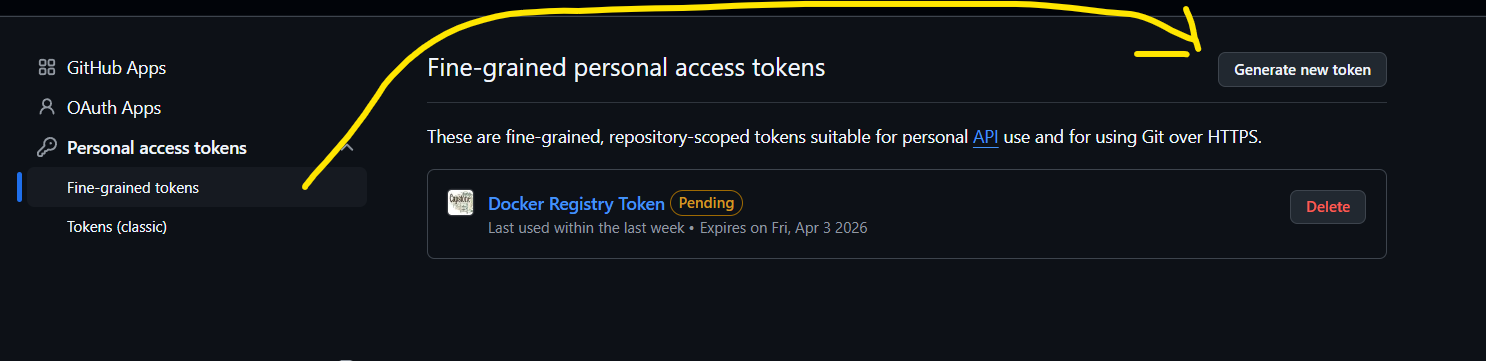 GitHub Apps
OAuth Apps
Personal access tokens
Fine-grained tokens
Tokens (classic)
Fine-grained personal access tokens
Generate new token
These are fine-grained, repository-scoped tokens suitable for personal API use and for using Git over HTTPS.
Docker Registry Token Pending
Last used within the last week • Expires on Fri, Apr 3 2026
Delete